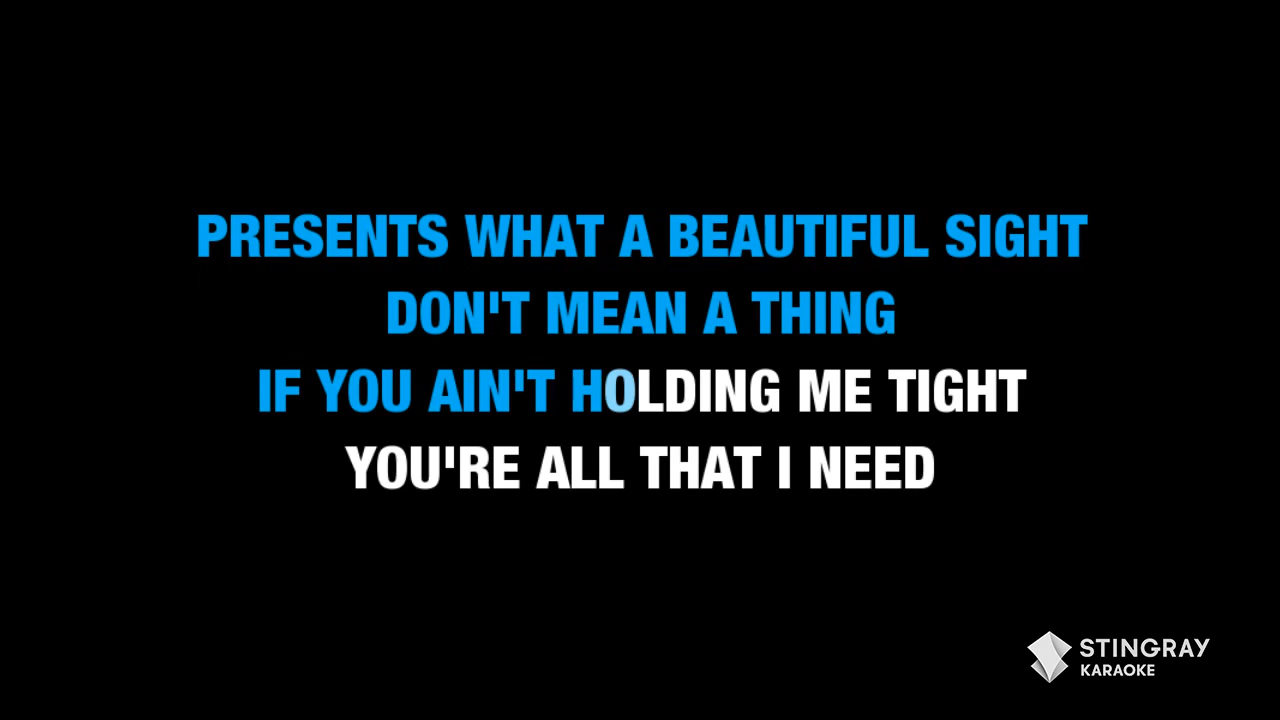 PRESENTS WHAT A BEAUTIFUL SIGHT
DON'T MEAN A THING
IF YOU AIN'T HOLDING ME TIGHT
YOU'RE ALL THAT I NEED
STINGRAY
KARAOKE